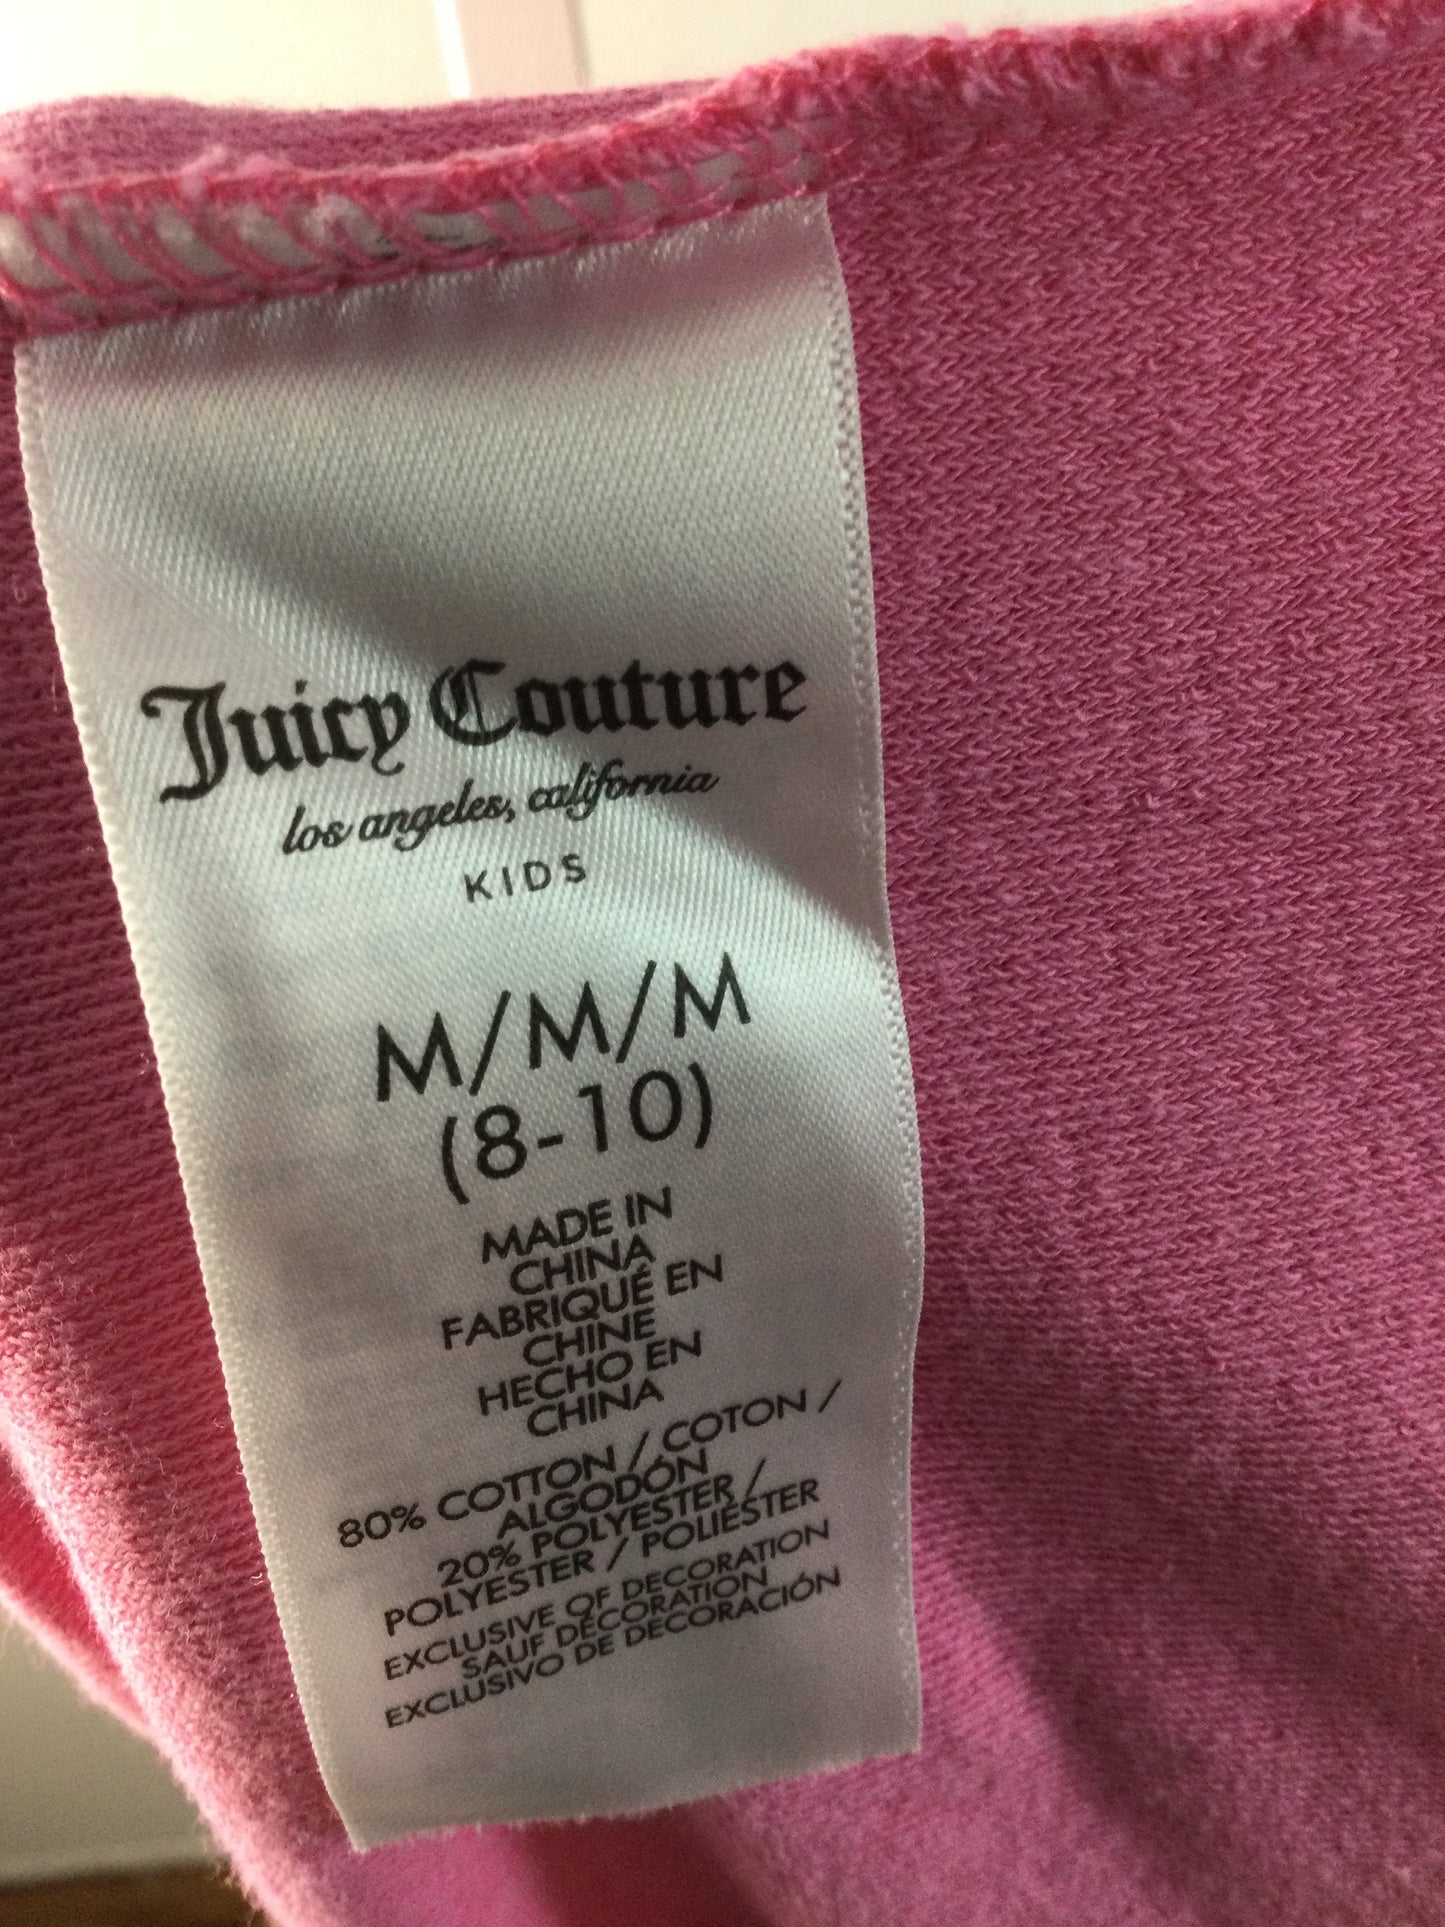 Juicy Couture
los angeles, california
KIDS
M/M/M
(8-10)
MADE IN
CHINA
FABRIQUÉ EN
CHINE
HECHO EN
CHINA
80% COTTON / COTON /
ALGODÓN
20% POLYESTER /
POLYESTER / POLIÉSTER
EXCLUSIVE OF DECORATION
SAUF DÉCORATION
EXCLUSIVO DE DECORACIÓN